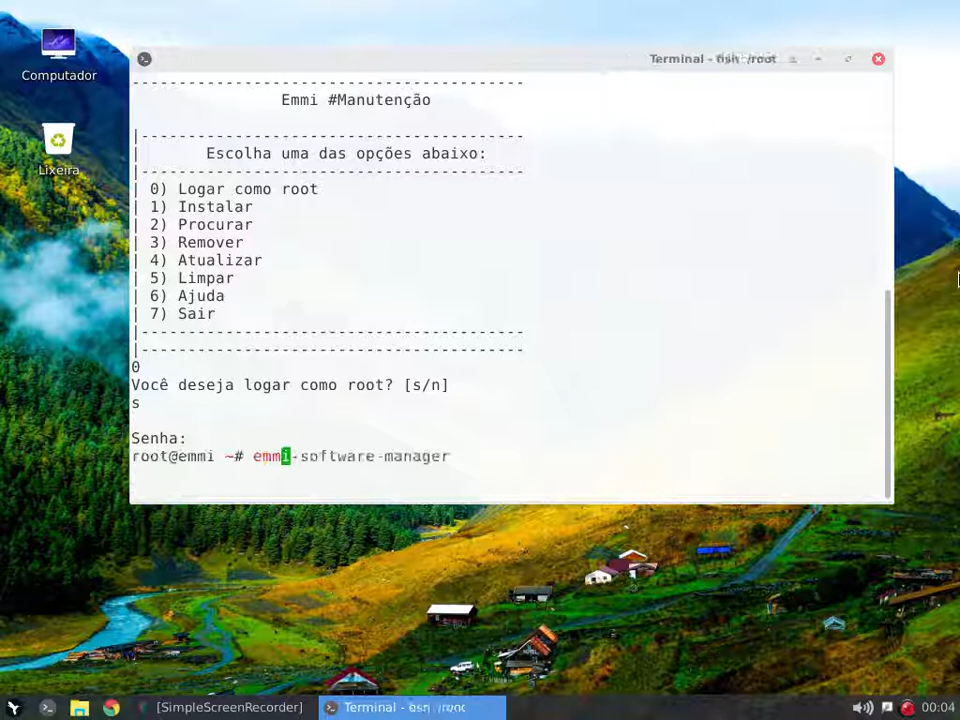 Computador
Lixeira
Terminal - fish /root
----------------------------------------
Emmi #Manutenção
|-----------------------------------------
| Escolha uma das opções abaixo:
|-----------------------------------------
| 0) Logar como root
| 1) Instalar
| 2) Procurar
| 3) Remover
| 4) Atualizar
| 5) Limpar
| 6) Ajuda
| 7) Sair
|-----------------------------------------
|-----------------------------------------
0
Você deseja logar como root? [s/n]
s
Senha:
root@emmi ~# emmi-software-manager
[SimpleScreenRecorder]
Terminal - fish /root
00:04